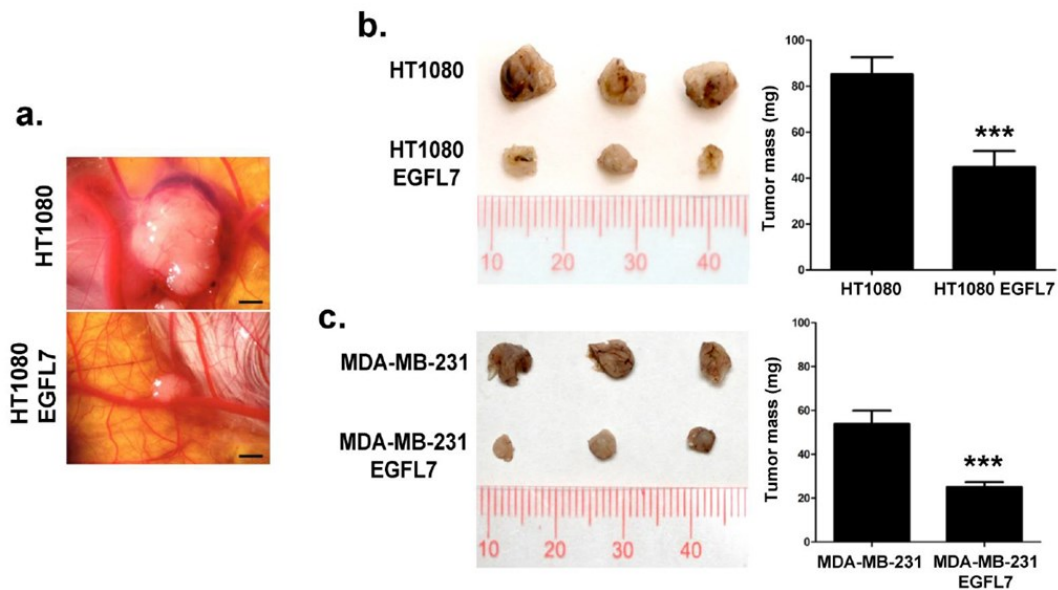 a.
HT1080
HT1080
EGFL7
b.
HT1080
HT1080
EGFL7
10 20 30 40
Tumor mass (mg)
100
80
60
40
20
0
***
HT1080 HT1080 EGFL7
c.
MDA-MB-231
MDA-MB-231
EGFL7
10 20 30 40
Tumor mass (mg)
100
80
60
40
20
0
***
MDA-MB-231 MDA-MB-231
EGFL7